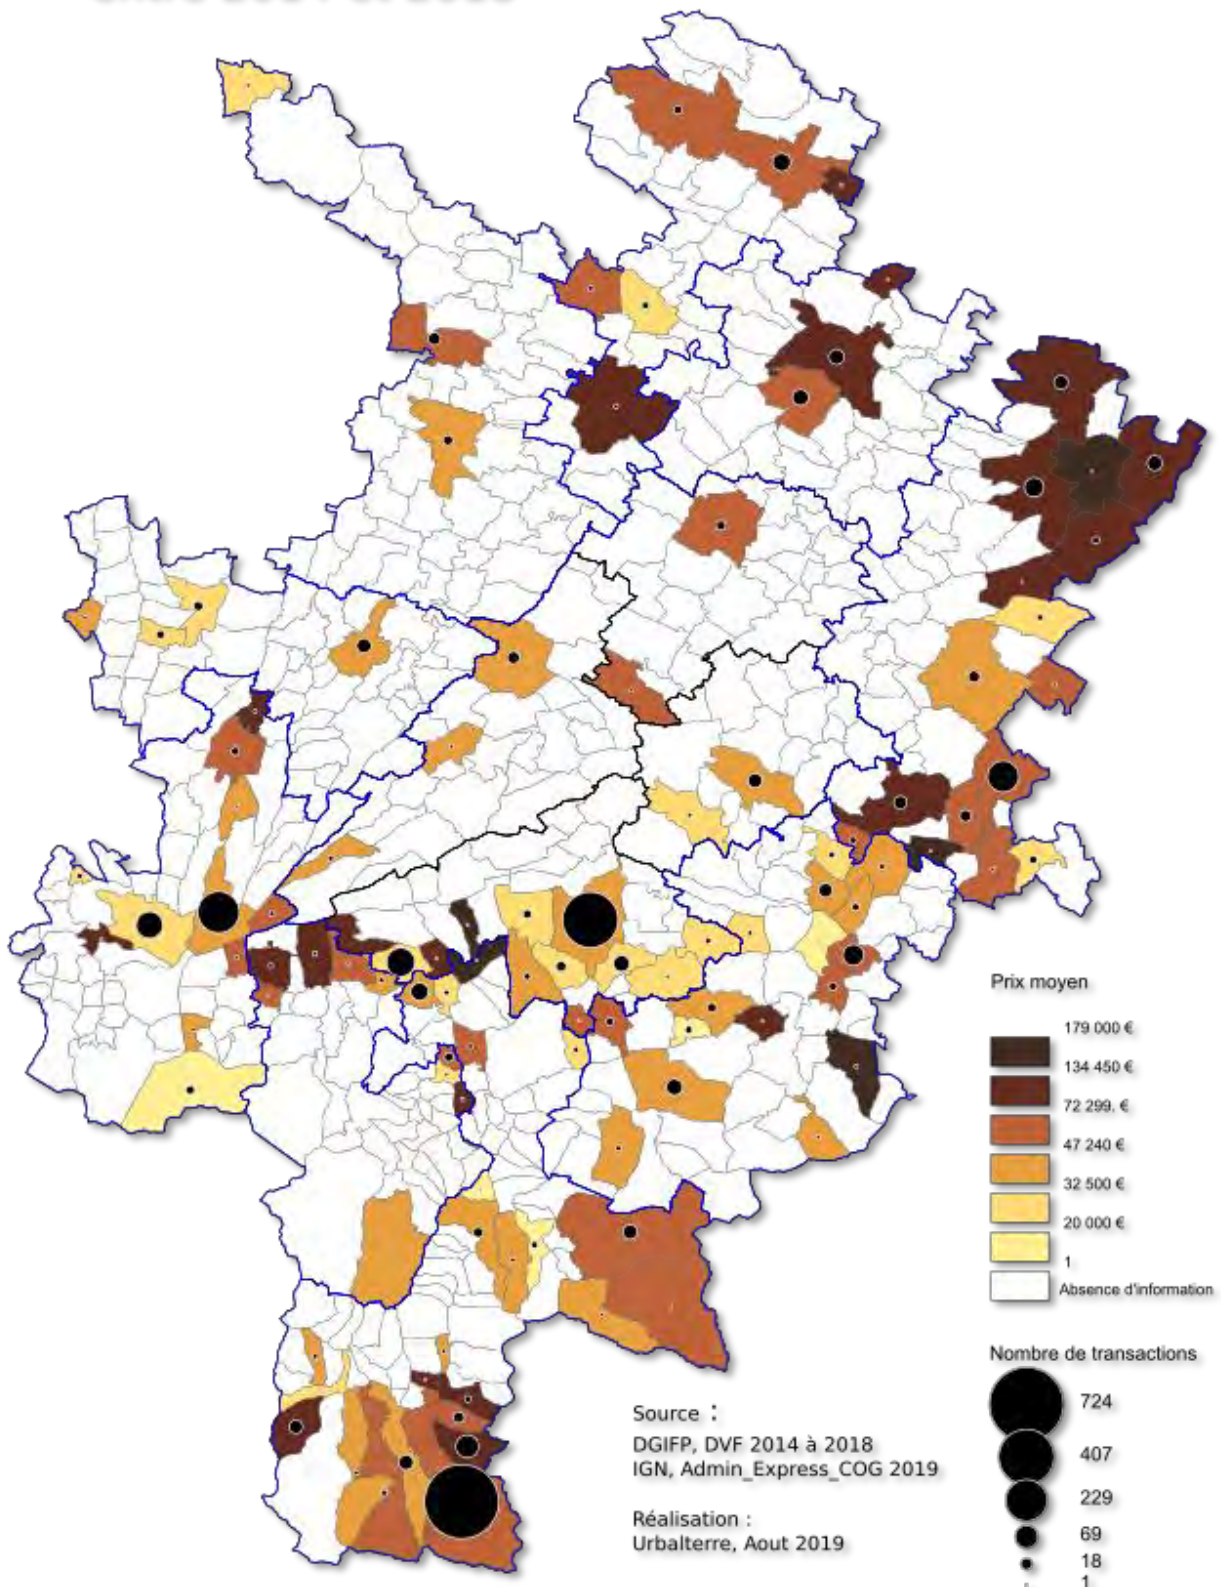 Prix moyen
179 000 €
134 450 €
72 299. €
47 240 €
32 500 €
20 000 €
1
Absence d'information
Nombre de transactions
724
407
229
69
18
1
Source :
DGIFP, DVF 2014 à 2018
IGN, Admin_Express_COG 2019
Réalisation :
Urbalterre, Aout 2019